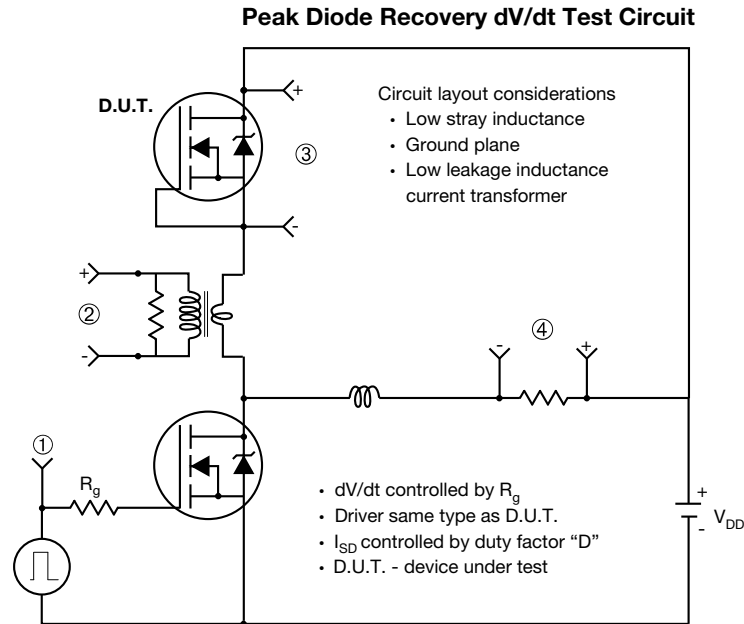 Peak Diode Recovery dV/dt Test Circuit
D.U.T.
+
Circuit layout considerations
• Low stray inductance
• Ground plane
• Low leakage inductance
current transformer
③
-
+
②
-
④
-
+
①
Rg
• dV/dt controlled by Rg
• Driver same type as D.U.T.
• ISD controlled by duty factor “D”
• D.U.T. - device under test
+
VDD
-